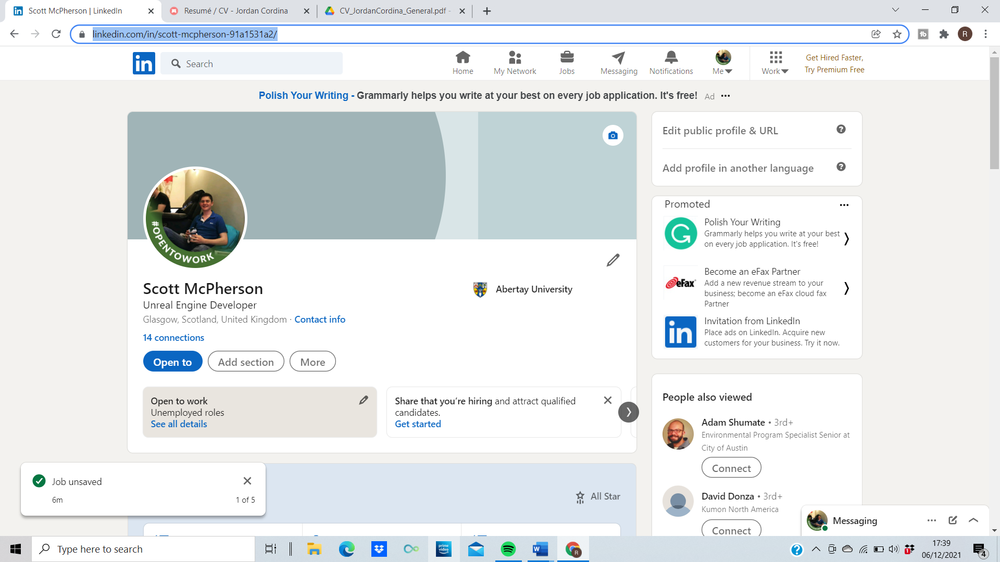 Scott McPherson | LinkedIn
Resumé / CV - Jordan Cordina
CV_JordanCordina_General.pdf -
linkedin.com/in/scott-mcpherson-91a1531a2/
R
in
Search
Home
My Network
Jobs
Messaging
Notifications
Me
Work
Get Hired Faster,
Try Premium Free
Polish Your Writing - Grammarly helps you write at your best on every job application. It's free! Ad
#OPENTOWORK
Scott McPherson
Unreal Engine Developer
Glasgow, Scotland, United Kingdom · Contact info
14 connections
Abertay University
Open to
Add section
More
Open to work
Unemployed roles
See all details
Share that you’re hiring and attract qualified
candidates.
Get started
Job unsaved
6m
1 of 5
All Star
Edit public profile & URL
Add profile in another language
Promoted
Polish Your Writing
Grammarly helps you write at your best
on every job application. It's free!
eFax
Become an eFax Partner
Add a new revenue stream to your
business; become an eFax cloud fax
Partner
in
Invitation from LinkedIn
Place ads on LinkedIn. Acquire new
customers for your business. Try it now.
People also viewed
Adam Shumate • 3rd+
Environmental Program Specialist Senior at
City of Austin
Connect
David Donza • 3rd+
Kumon North America
Connect
Messaging
Type here to search
prime
video
W
R
17:39
06/12/2021
1
4